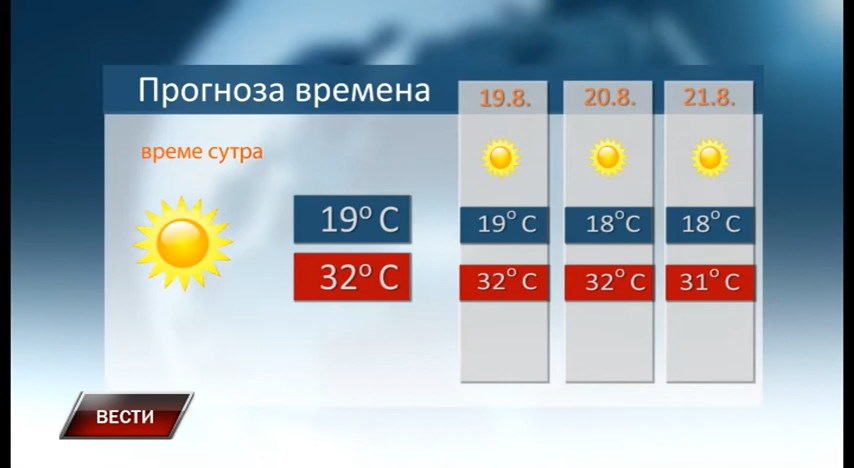 Прогноза времена
време сутра
19° C
32° C
19.8.
19° C
32° C
20.8.
18°C
32° C
21.8.
18° C
31° C
ВЕСТИ